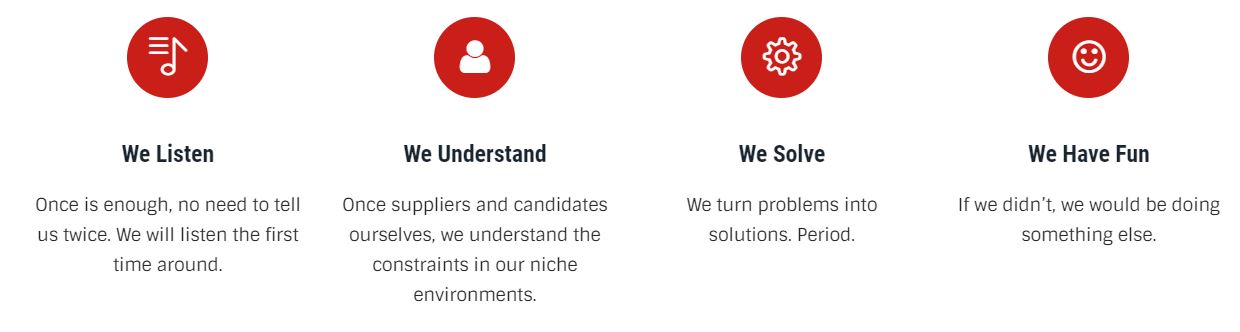 We Listen
Once is enough, no need to tell
us twice. We will listen the first
time around.
We Understand
Once suppliers and candidates
ourselves, we understand the
constraints in our niche
environments.
We Solve
We turn problems into
solutions. Period.
We Have Fun
If we didn't, we would be doing
something else.